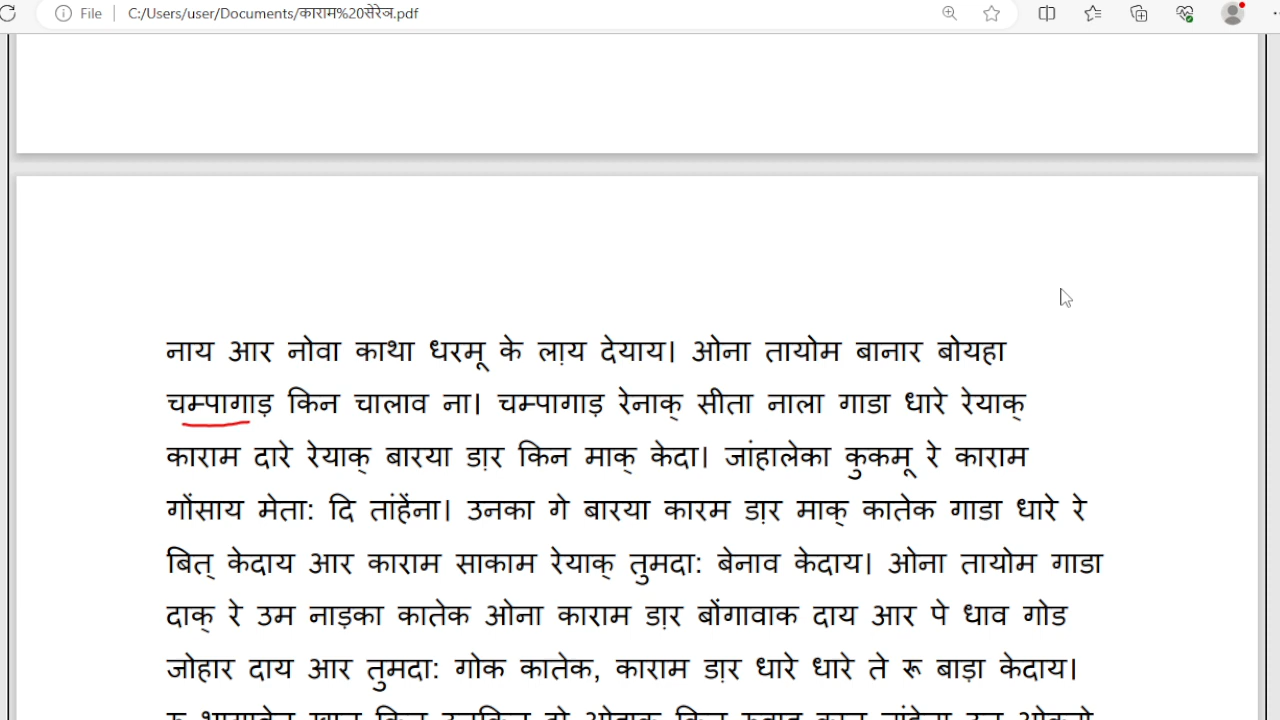 File C:/Users/user/Documents/काराम%20सेरेञ.pdf
नाय आर नोवा काथा धरमू के ला़य देयाय। ओना तायोम बानार बोयहा
चम्पागाड़ किन चालाव ना। चम्पागाड़ रेनाक् सीता नाला गाडा धारे रेयाक्
काराम दारे रेयाक् बारया डा़र किन माक् केदा। जांहालेका कुकमू रे काराम
गोंसाय मेता: दि तांहेंना। उनका गे बारया कारम डा़र माक् कातेक गाडा धारे रे
बित् केदाय आर काराम साकाम रेयाक् तुमदा: बेनाव केदाय। ओना तायोम गाडा
दाक् रे उम नाड़का कातेक ओना काराम डा़र बोंगावाक दाय आर पे धाव गोड
जोहार दाय आर तुमदा: गोक कातेक, काराम डा़र धारे धारे ते रू बाड़ा केदाय।